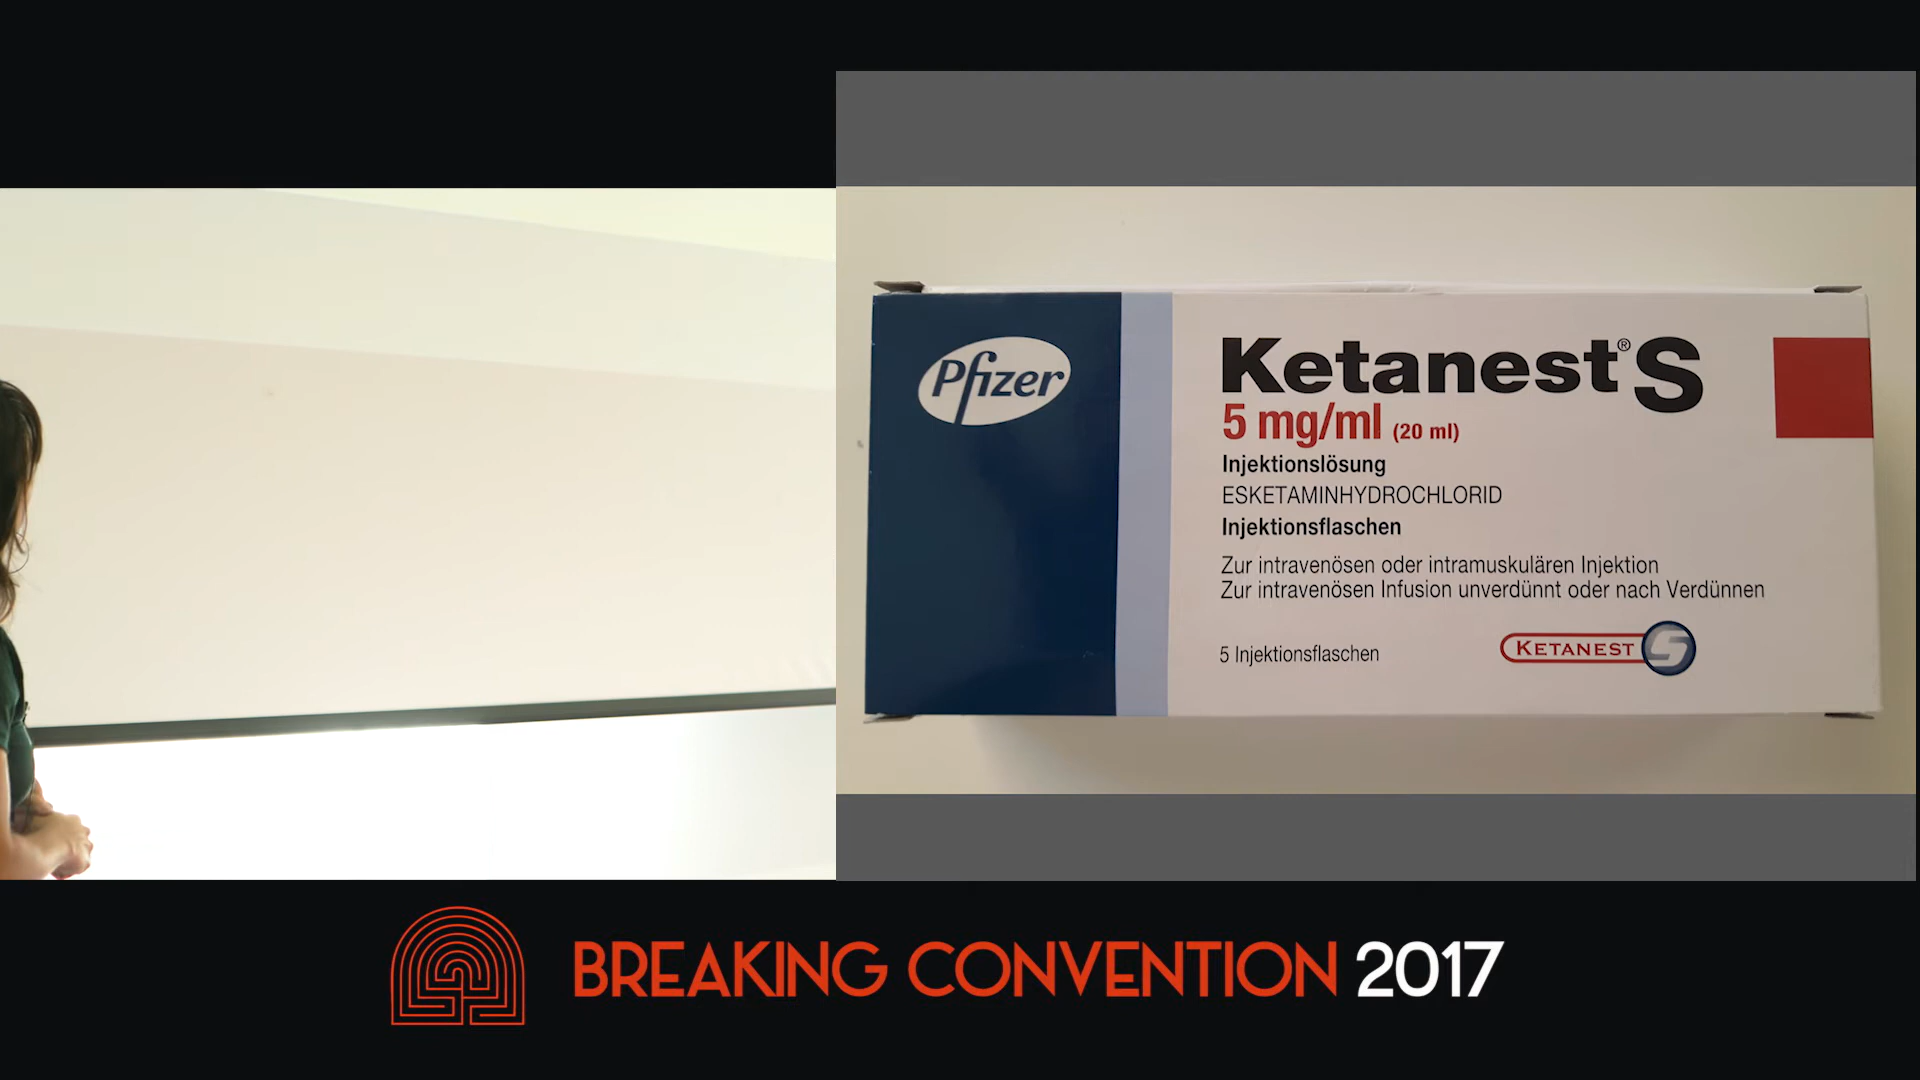 Pfizer
Ketanest®S
5 mg/ml (20 ml)
Injektionslösung
ESKETAMINHYDROCHLORID
Injektionsflaschen
Zur intravenösen oder intramuskulären Injektion
Zur intravenösen Infusion unverdünnt oder nach Verdünnen
5 Injektionsflaschen
KETANEST S
BREAKING CONVENTION 2017